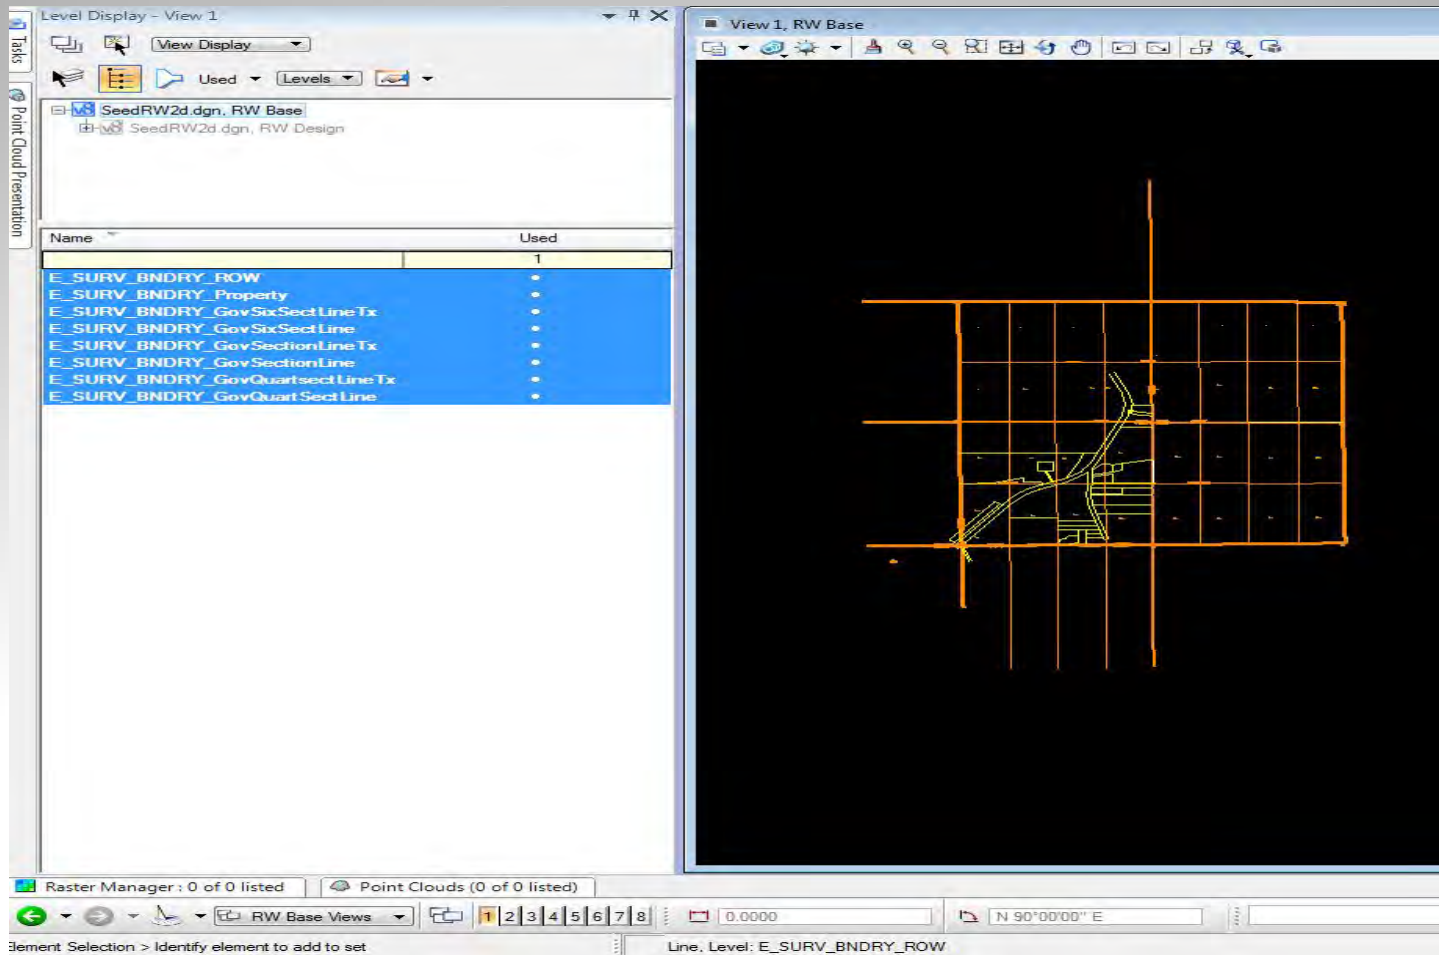 Level Display - View 1
View 1, RW Base
Tasks
Point Cloud Presentation
View Display
Used
Levels
V8 SeedRW2d.dgn, RW Base
V8 SeedRW2d.dgn, RW Design
Name Used
1
E_SURV_BNDRY_ROW
E_SURV_BNDRY_Property
E_SURV_BNDRY_GovSixSectLineTx
E_SURV_BNDRY_GovSixSectLine
E_SURV_BNDRY_GovSectionLineTx
E_SURV_BNDRY_GovSectionLine
E_SURV_BNDRY_GovQuartsectLineTx
E_SURV_BNDRY_GovQuartSectLine
Raster Manager : 0 of 0 listed
Point Clouds (0 of 0 listed)
RW Base Views
1 2 3 4 5 6 7 8
0.0000
N 90°00'00" E
Element Selection > Identify element to add to set
Line, Level: E_SURV_BNDRY_ROW